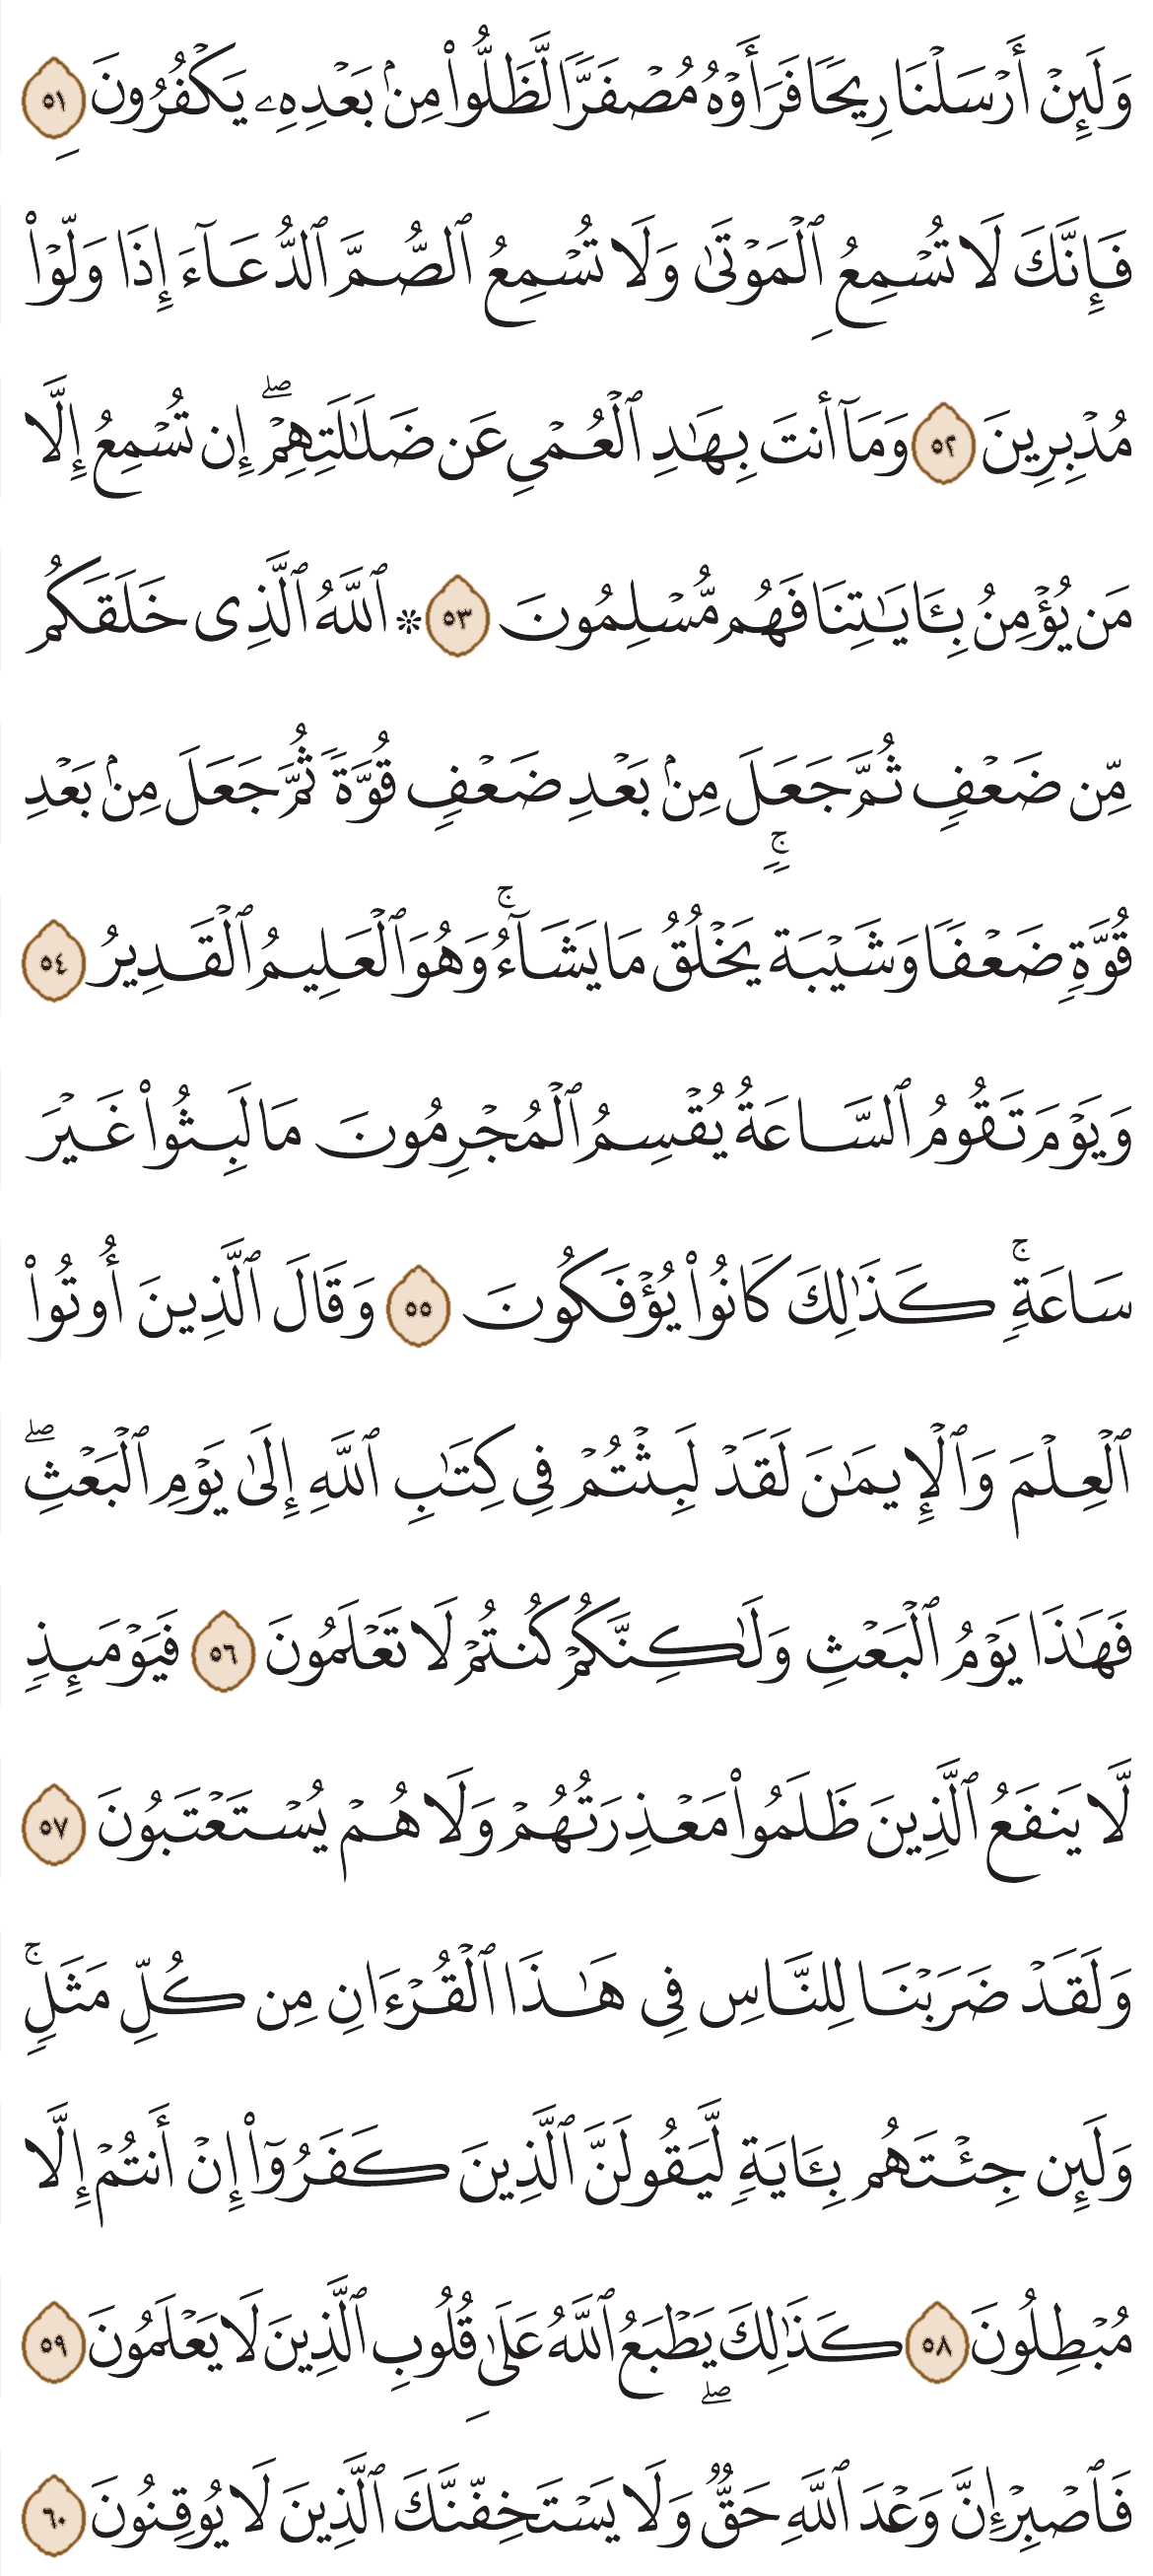 وَلَئِنۡ أَرۡسَلۡنَا رِيحٗا فَرَأَوۡهُ مُصۡفَرّٗا لَّظَلُّواْ مِنۢ بَعۡدِهِۦ يَكۡفُرُونَ ٥١
فَإِنَّكَ لَا تُسۡمِعُ ٱلۡمَوۡتَىٰ وَلَا تُسۡمِعُ ٱلصُّمَّ ٱلدُّعَآءَ إِذَا وَلَّوۡاْ
مُدۡبِرِينَ ٥٢ وَمَآ أَنتَ بِهَٰدِ ٱلۡعُمۡيِ عَن ضَلَٰلَتِهِمۡۖ إِن تُسۡمِعُ إِلَّا
مَن يُؤۡمِنُ بِـَٔايَٰتِنَا فَهُم مُّسۡلِمُونَ ٥٣ ۞ ٱللَّهُ ٱلَّذِي خَلَقَكُم
مِّن ضَعۡفٖ ثُمَّ جَعَلَ مِنۢ بَعۡدِ ضَعۡفٖ قُوَّةٗ ثُمَّ جَعَلَ مِنۢ بَعۡدِ
قُوَّةٖ ضَعۡفٗا وَشَيۡبَةٗۚ يَخۡلُقُ مَا يَشَآءُۚ وَهُوَ ٱلۡعَلِيمُ ٱلۡقَدِيرُ ٥٤
وَيَوۡمَ تَقُومُ ٱلسَّاعَةُ يُقۡسِمُ ٱلۡمُجۡرِمُونَ مَا لَبِثُواْ غَيۡرَ
سَاعَةٖۚ كَذَٰلِكَ كَانُواْ يُؤۡفَكُونَ ٥٥ وَقَالَ ٱلَّذِينَ أُوتُواْ
ٱلۡعِلۡمَ وَٱلۡإِيمَٰنَ لَقَدۡ لَبِثۡتُمۡ فِي كِتَٰبِ ٱللَّهِ إِلَىٰ يَوۡمِ ٱلۡبَعۡثِۖ
فَهَٰذَا يَوۡمُ ٱلۡبَعۡثِ وَلَٰكِنَّكُمۡ كُنتُمۡ لَا تَعۡلَمُونَ ٥٦ فَيَوۡمَئِذٖ
لَّا يَنفَعُ ٱلَّذِينَ ظَلَمُواْ مَعۡذِرَتُهُمۡ وَلَا هُمۡ يُسۡتَعۡتَبُونَ ٥٧
وَلَقَدۡ ضَرَبۡنَا لِلنَّاسِ فِي هَٰذَا ٱلۡقُرۡءَانِ مِن كُلِّ مَثَلٖۚ
وَلَئِن جِئۡتَهُم بِـَٔايَةٖ لَّيَقُولَنَّ ٱلَّذِينَ كَفَرُوٓاْ إِنۡ أَنتُمۡ إِلَّا
مُبۡطِلُونَ ٥٨ كَذَٰلِكَ يَطۡبَعُ ٱللَّهُ عَلَىٰ قُلُوبِ ٱلَّذِينَ لَا يَعۡلَمُونَ ٥٩
فَٱصۡبِرۡ إِنَّ وَعۡدَ ٱللَّهِ حَقّٞۖ وَلَا يَسۡتَخِفَّنَّكَ ٱلَّذِينَ لَا يُوقِنُونَ ٦٠